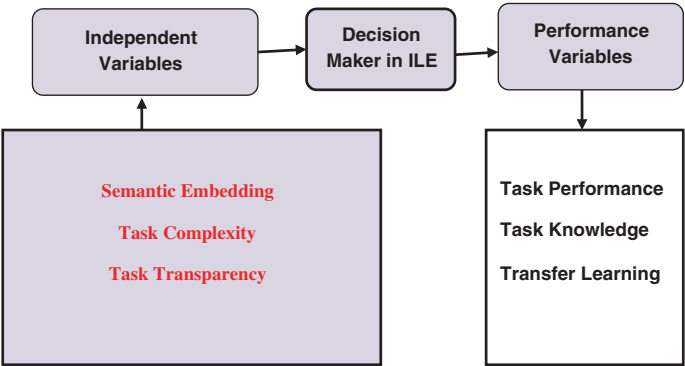 Independent
Variables
Decision
Maker in ILE
Performance
Variables
Semantic Embedding
Task Complexity
Task Transparency
Task Performance
Task Knowledge
Transfer Learning